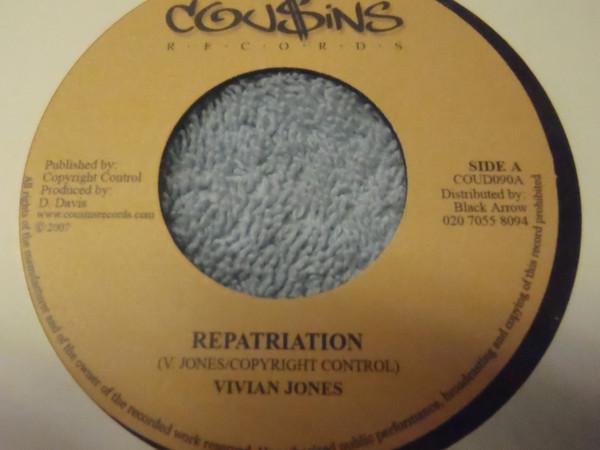 COU$iNS
R·E·C·O·R·D·S
Published by:
Copyright Control
Produced by:
D. Davis
www.cousinsrecords.com
©2007
SIDE A
COUD090A
Distributed by:
Black Arrow
020 7055 8094
REPATRIATION
(V. JONES/COPYRIGHT CONTROL)
VIVIAN JONES
All rights of the manufacturer and of the owner of the recorded work reserved. public performance, broadcasting and copying of this record prohibited